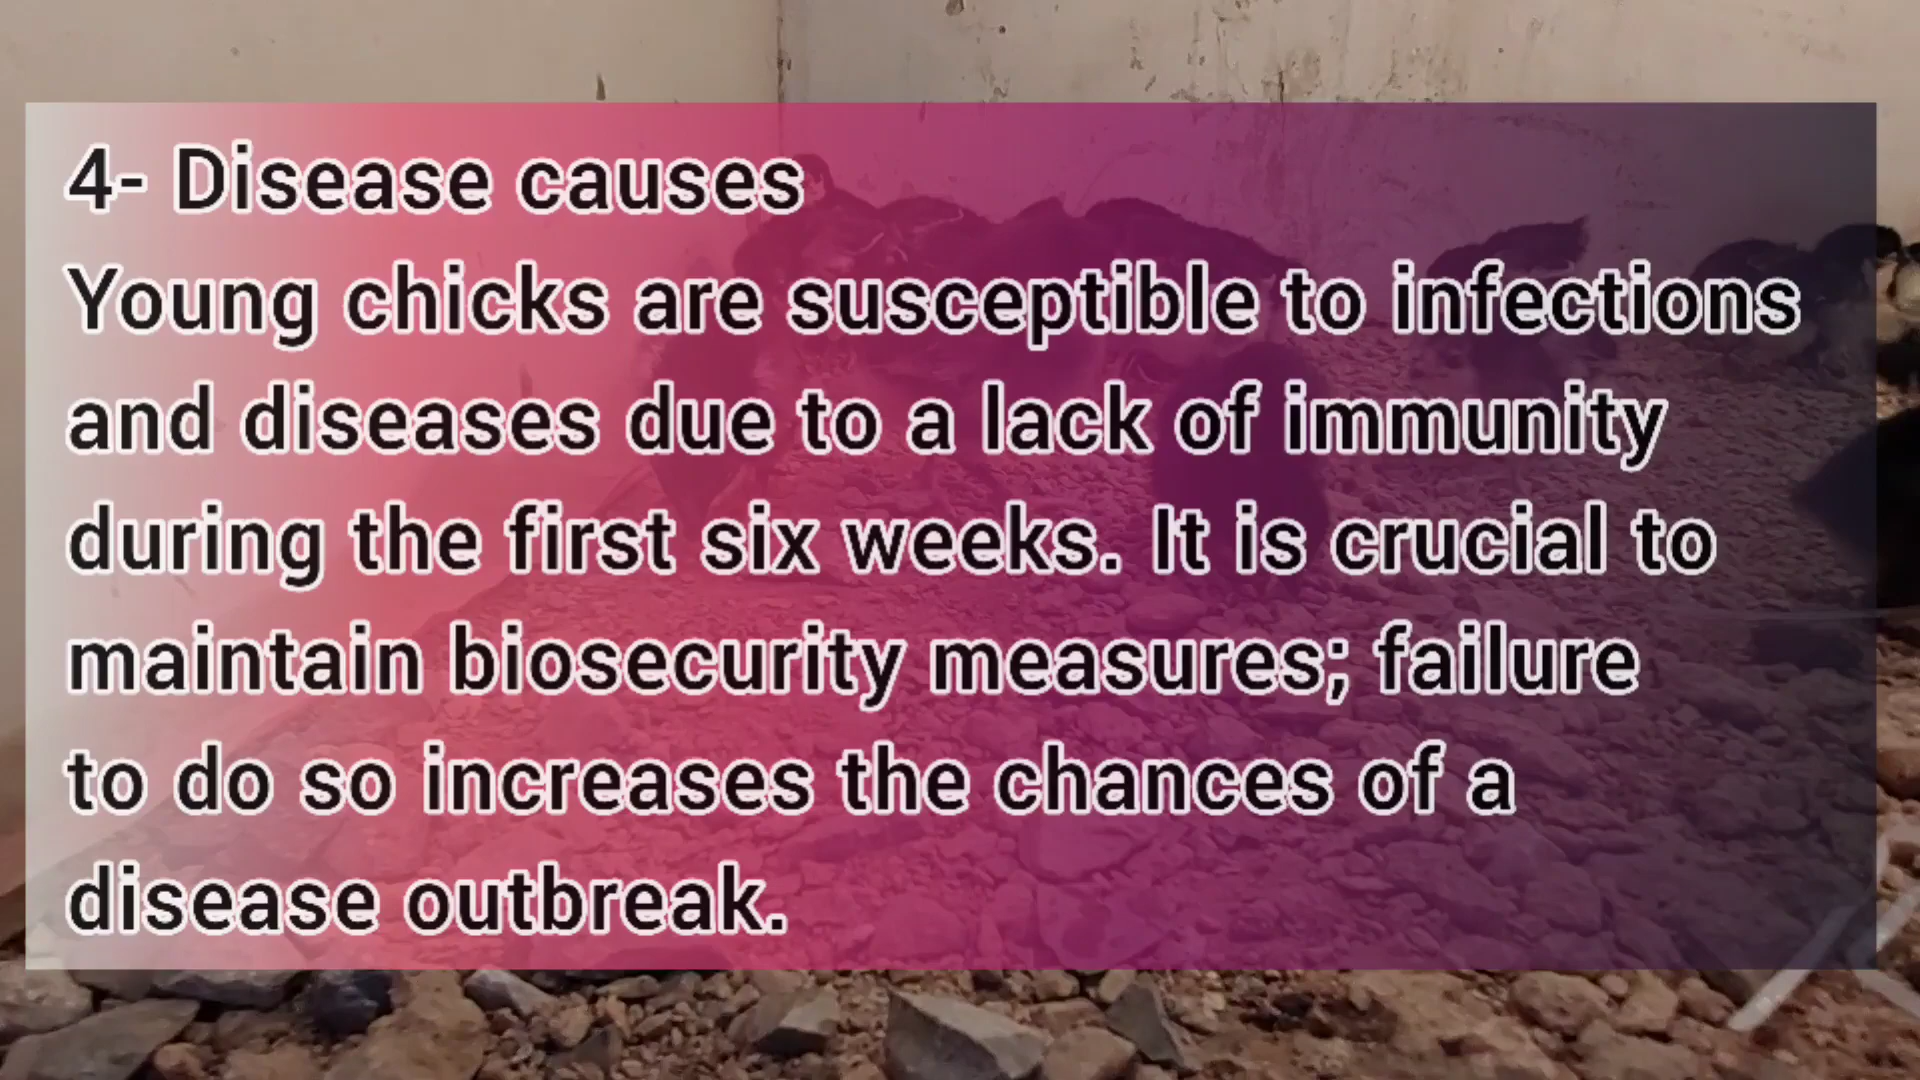 4- Disease causes
Young chicks are susceptible to infections
and diseases due to a lack of immunity
during the first six weeks. It is crucial to
maintain biosecurity measures; failure
to do so increases the chances of a
disease outbreak.